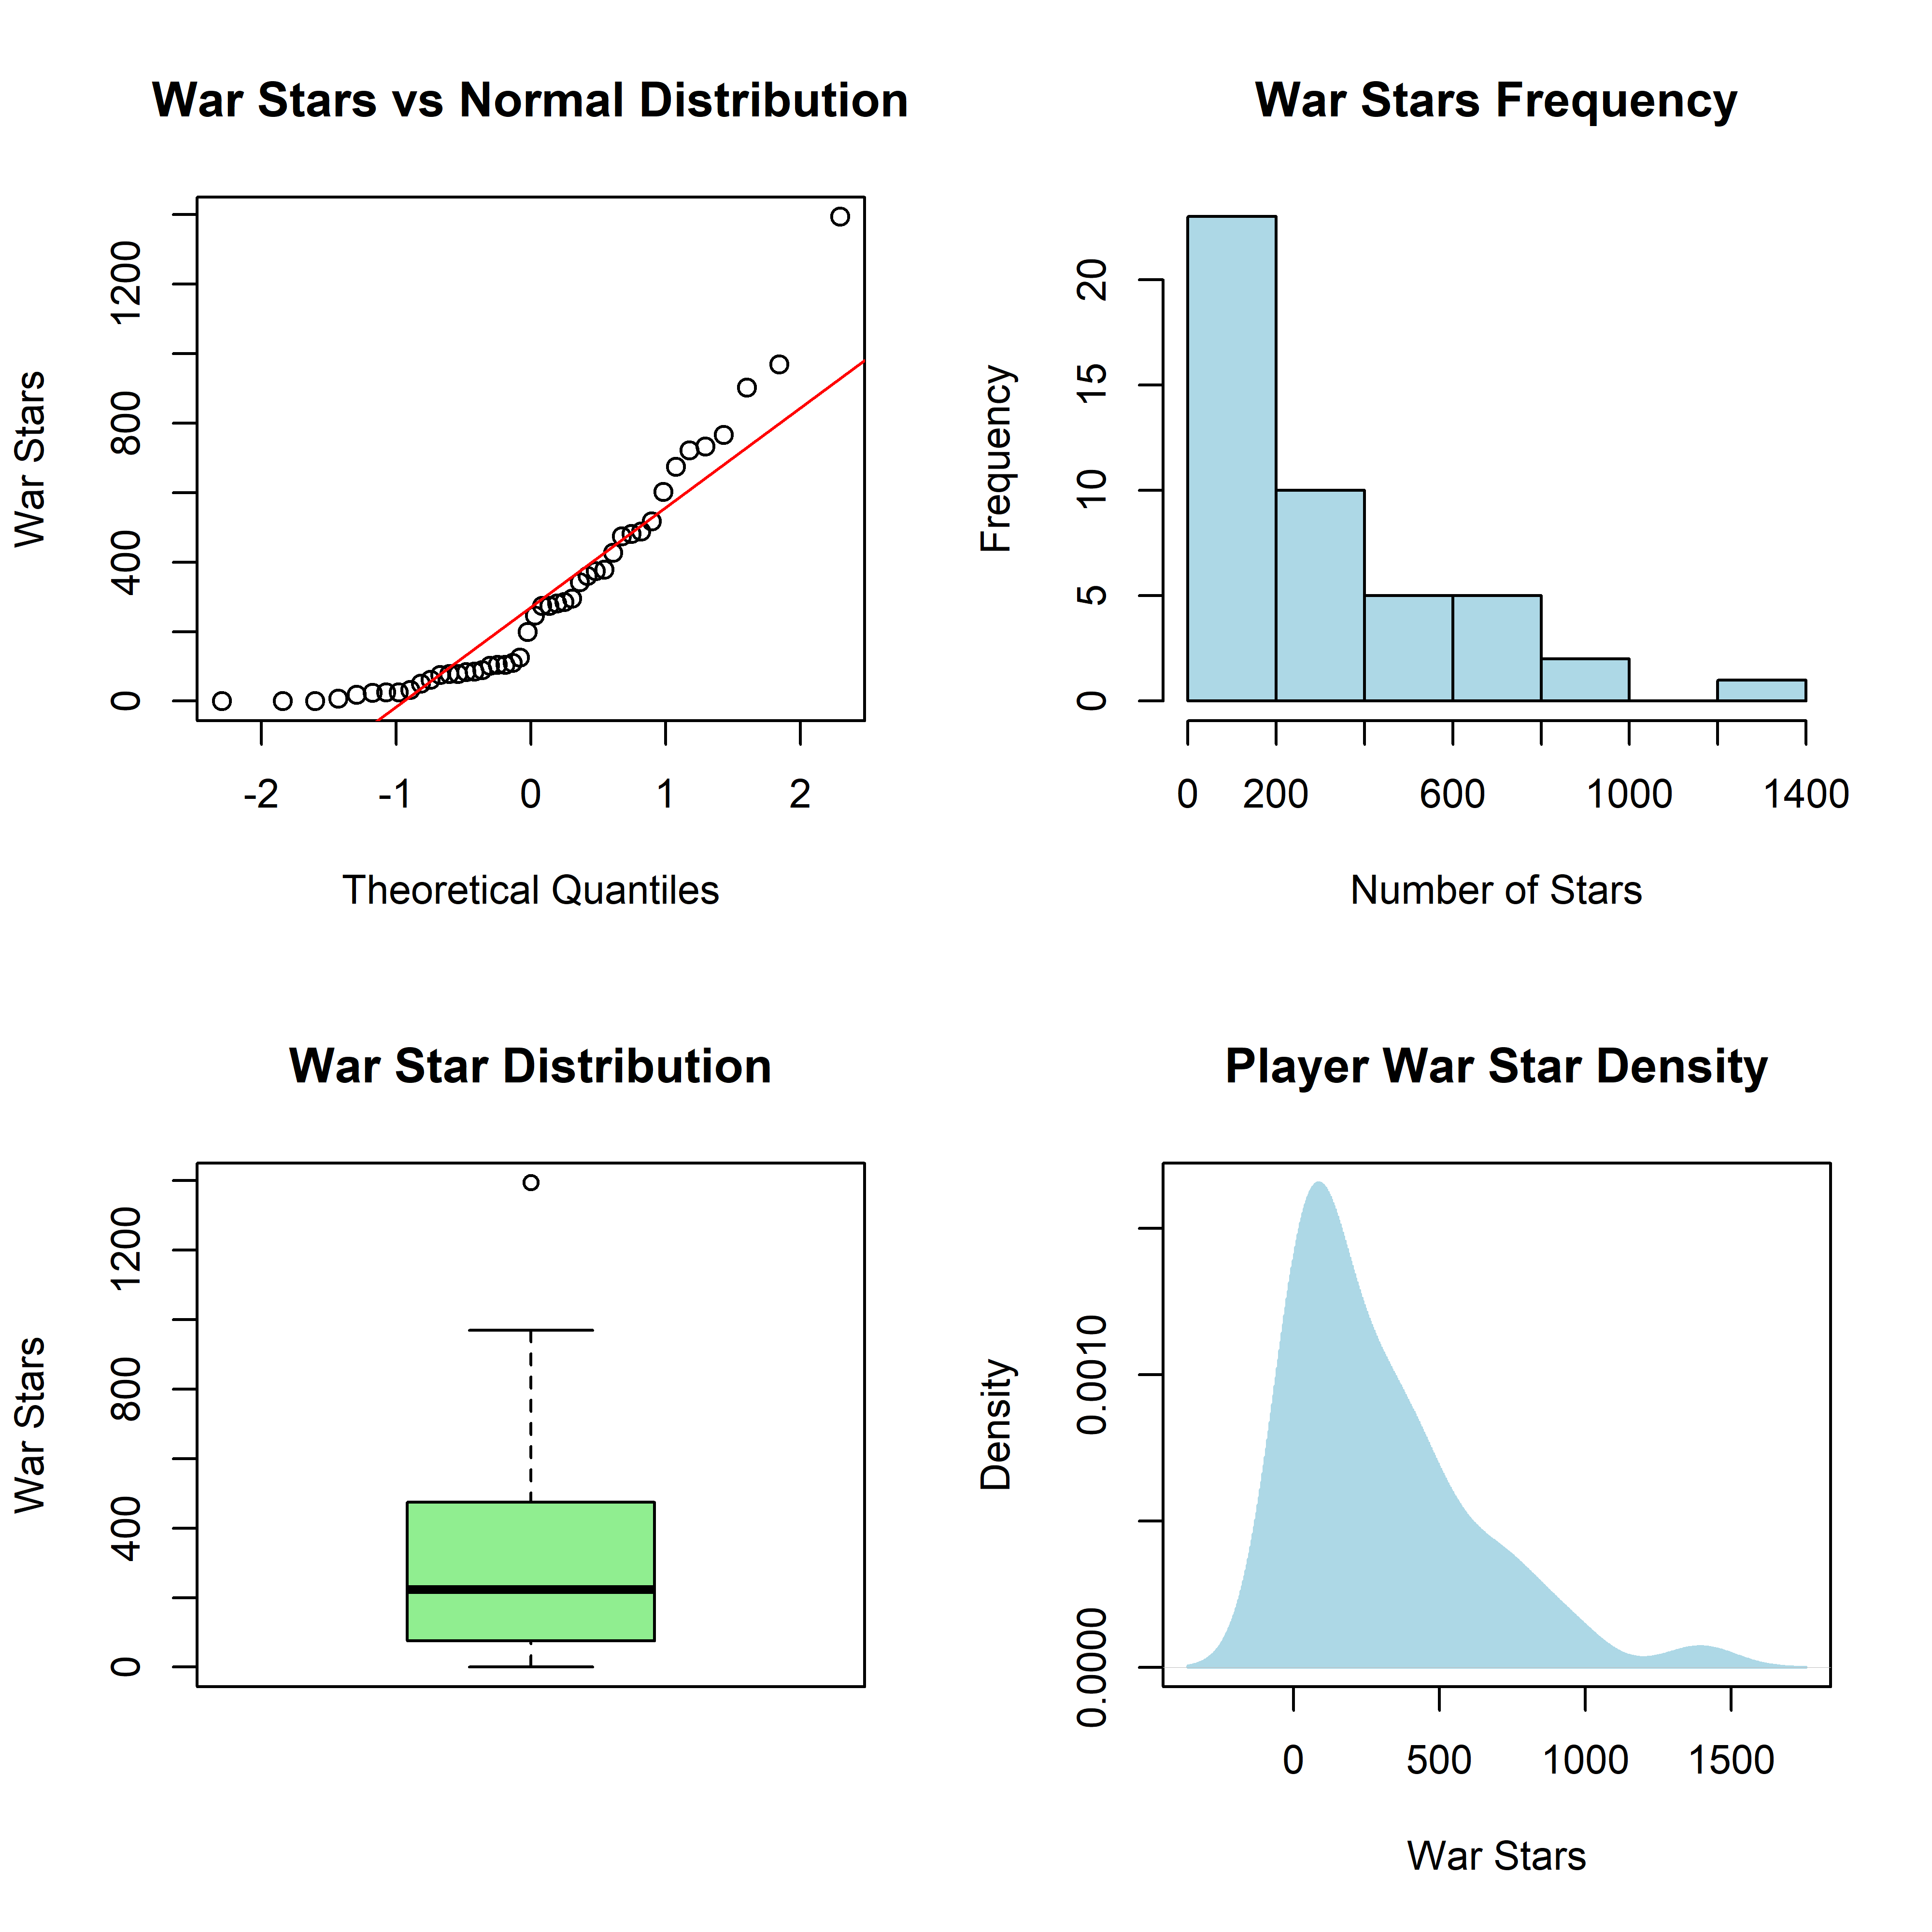 War Stars vs Normal Distribution
War Stars
0
400
800
1200
-2
-1
0
1
2
Theoretical Quantiles
War Stars Frequency
Frequency
0
5
10
15
20
0
200
600
1000
1400
Number of Stars
War Star Distribution
War Stars
0
400
800
1200
Player War Star Density
Density
0.0000
0.0010
0
500
1000
1500
War Stars